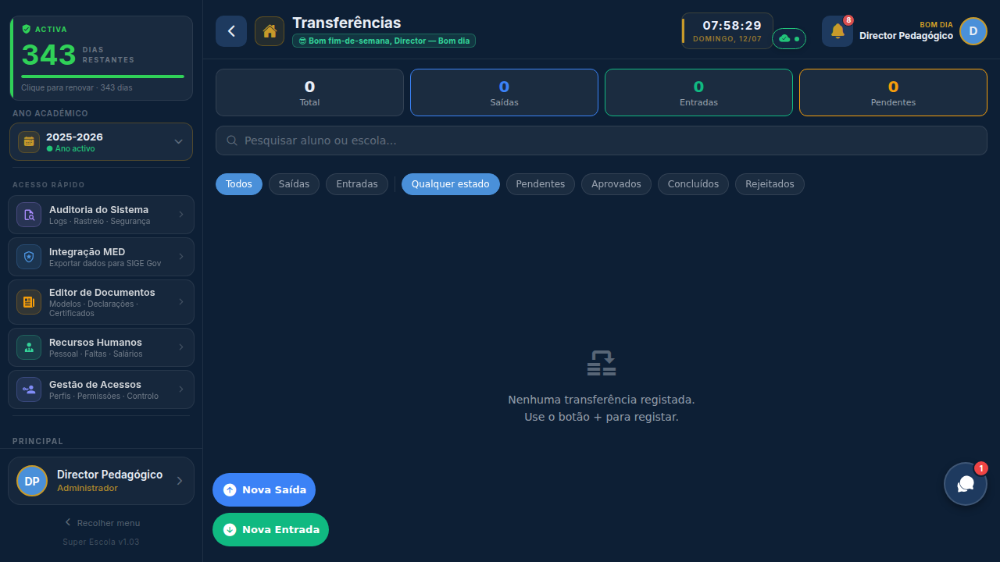 ACTIVA
343 DIAS RESTANTES
Clique para renovar · 343 dias
ANO ACADÉMICO
2025-2026
Ano activo
ACESSO RÁPIDO
Auditoria do Sistema
Logs · Rastreio · Segurança
Integração MED
Exportar dados para SIGE Gov
Editor de Documentos
Modelos · Declarações ·
Certificados
Recursos Humanos
Pessoal · Faltas · Salários
Gestão de Acessos
Perfis · Permissões · Controlo
PRINCIPAL
DP
Director Pedagógico
Administrador
Recolher menu
Super Escola v1.03
Transferências
😎 Bom fim-de-semana, Director — Bom dia
07:58:29
DOMINGO, 12/07
8
BOM DIA
Director Pedagógico
D
0
Total
0
Saídas
0
Entradas
0
Pendentes
Pesquisar aluno ou escola...
Todos Saídas Entradas Qualquer estado Pendentes Aprovados Concluídos Rejeitados
Nenhuma transferência registada.
Use o botão + para registar.
Nova Saída
Nova Entrada
1